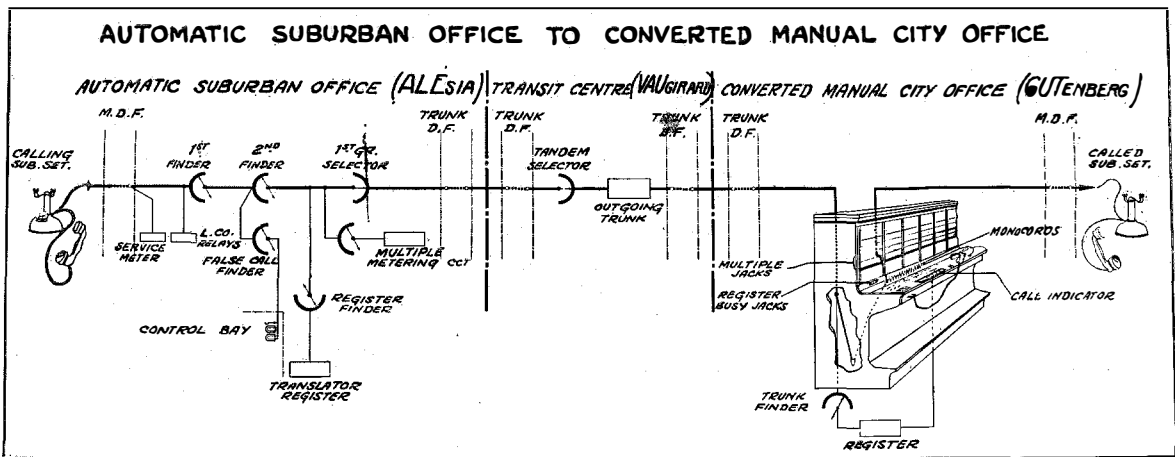 AUTOMATIC SUBURBAN OFFICE TO CONVERTED MANUAL CITY OFFICE
AUTOMATIC SUBURBAN OFFICE (ALESIA)
TRANSIT CENTRE (VAUGIRARD)
CONVERTED MANUAL CITY OFFICE (GUTENBERG)
M.D.F.
TRUNK
D.F.
TRUNK
D.F.
TRUNK
D.F.
TRUNK
D.F.
M.D.F.
CALLING
SUB. SET.
1ST
FINDER
2ND
FINDER
1ST GR.
SELECTOR
TANDEM
SELECTOR
CALLED
SUB. SET.
OUTGOING
TRUNK
SERVICE
METER
L.CO.
RELAYS
FALSE CALL
FINDER
MULTIPLE
METERING CCT
REGISTER
FINDER
CONTROL BAY
TRANSLATOR
REGISTER
MONOCORDS
MULTIPLE
JACKS
REGISTER
BUSY JACKS
CALL INDICATOR
TRUNK
FINDER
REGISTER